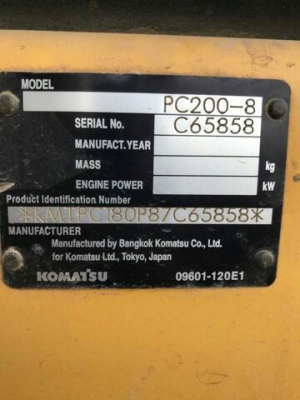 MODEL
PC200-8
SERIAL No.
C65858
MANUFACT.YEAR
MASS
kg
ENGINE POWER
kW
Product Identification Number
MANUFACTURER
Manufactured by Bangkok Komatsu Co., Ltd.
for Komatsu Ltd., Tokyo, Japan
KOMATSU
09601-120E1